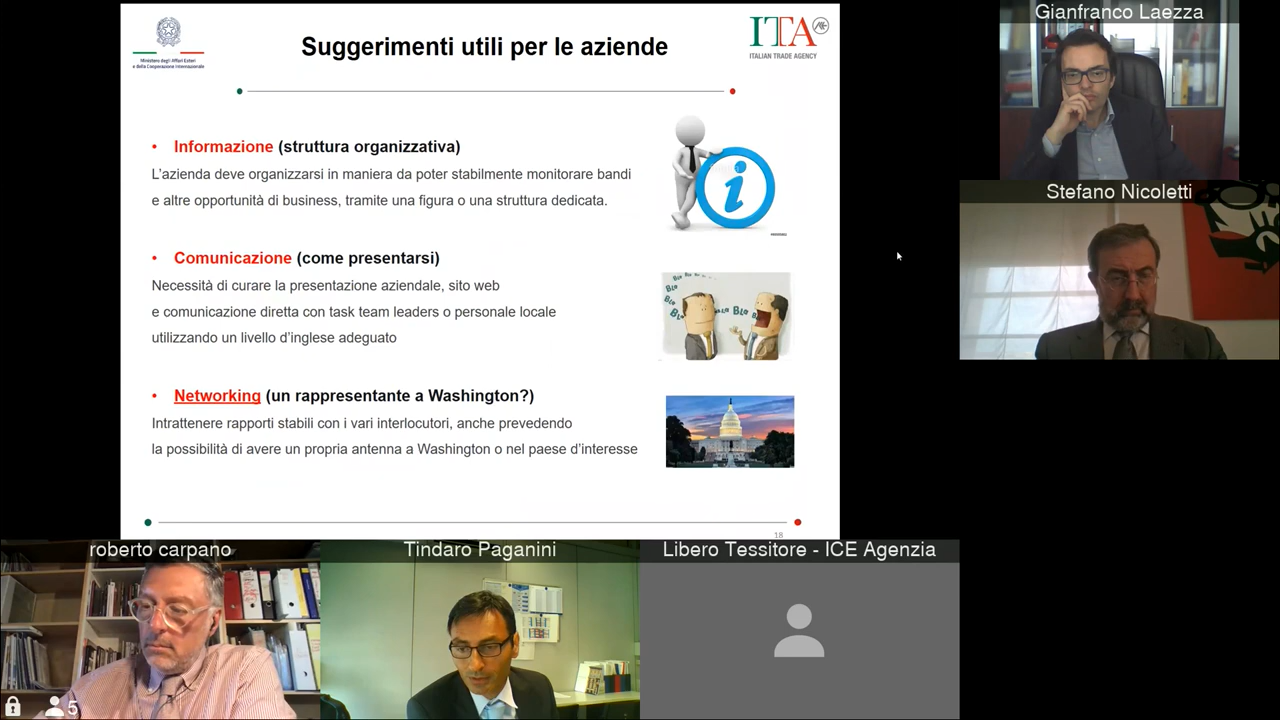 Ministero degli Affari Esteri
e della Cooperazione Internazionale
Suggerimenti utili per le aziende
ITA
ITALIAN TRADE AGENCY
• Informazione (struttura organizzativa)
L'azienda deve organizzarsi in maniera da poter stabilmente monitorare bandi
e altre opportunità di business, tramite una figura o una struttura dedicata.
i
• Comunicazione (come presentarsi)
Necessità di curare la presentazione aziendale, sito web
e comunicazione diretta con task team leaders o personale locale
utilizzando un livello d'inglese adeguato
Bla
Bla
Bla
• Networking (un rappresentante a Washington?)
Intrattenere rapporti stabili con i vari interlocutori, anche prevedendo
la possibilità di avere un propria antenna a Washington o nel paese d'interesse
18
Gianfranco Laezza
Stefano Nicoletti
roberto carpano
Tindaro Paganini
Libero Tessitore - ICE Agenzia
5